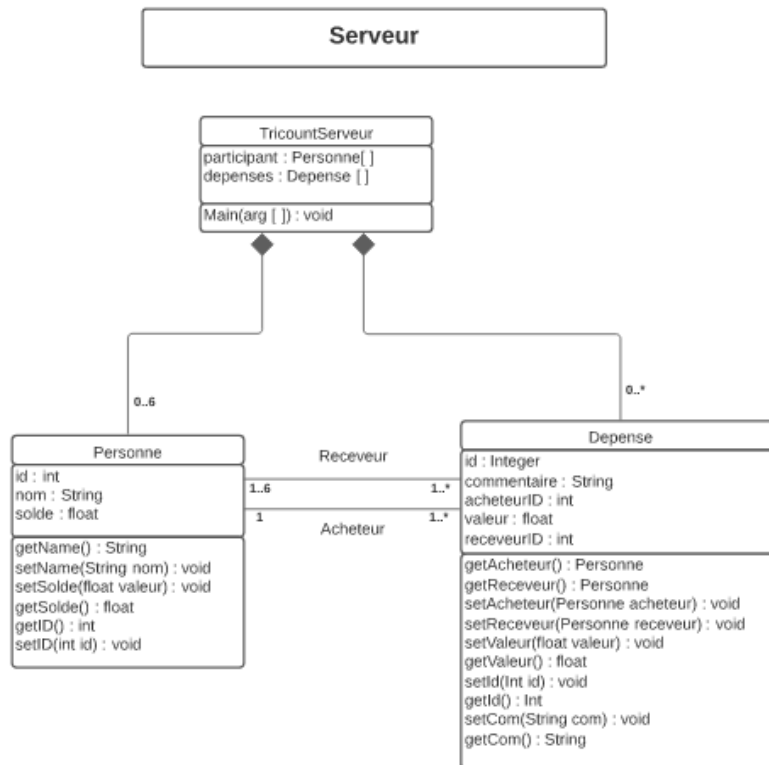 Serveur
TricountServeur
participant : Personne[ ]
depenses : Depense [ ]
Main(arg [ ]) : void
0..6
0..*
Personne
id : int
nom : String
solde : float
getName() : String
setName(String nom) : void
setSolde(float valeur) : void
getSolde() : float
getID() : int
setID(int id) : void
Receveur
1..6
1..*
1
1..*
Acheteur
Depense
id : Integer
commentaire : String
acheteurID : int
valeur : float
receveurID : int
getAcheteur() : Personne
getReceveur() : Personne
setAcheteur(Personne acheteur) : void
setReceveur(Personne receveur) : void
setValeur(float valeur) : void
getValeur() : float
setId(Int id) : void
getId() : Int
setCom(String com) : void
getCom() : String